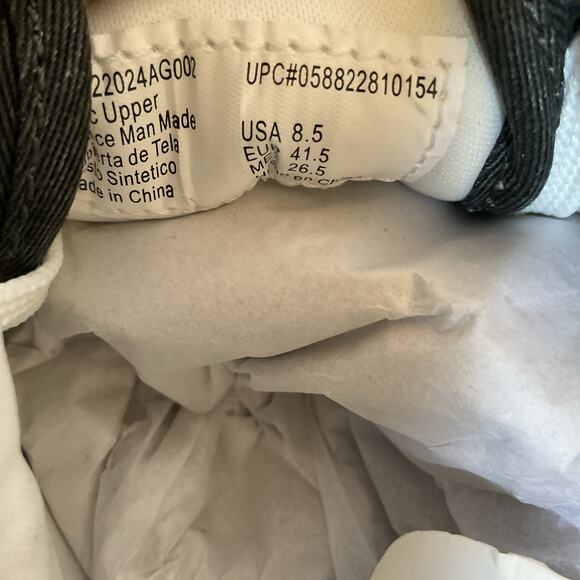 22024AG002
Upper
ce Man Made
rta de Tela
Sintetico
de in China
UPC#058822810154
USA 8.5
EUR 41.5
26.5